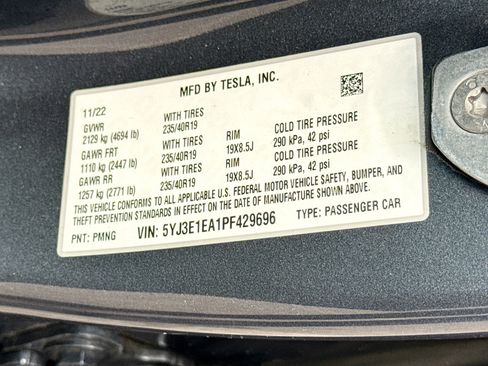 MFD BY TESLA, INC.
11/22
GVWR WITH TIRES RIM COLD TIRE PRESSURE
2129 kg (4694 lb) 235/40R19 19X8.5J 290 kPa, 42 psi
GAWR FRT WITH TIRES RIM COLD TIRE PRESSURE
1110 kg (2447 lb) 235/40R19 19X8.5J 290 kPa, 42 psi
GAWR RR WITH TIRES
1257 kg (2771 lb) 235/40R19
THIS VEHICLE CONFORMS TO ALL APPLICABLE U.S. FEDERAL MOTOR VEHICLE SAFETY, BUMPER, AND
THEFT PREVENTION STANDARDS IN EFFECT ON THE DATE OF MANUFACTURE SHOWN ABOVE.
PNT: PMNG VIN: 5YJ3E1EA1PF429696 TYPE: PASSENGER CAR